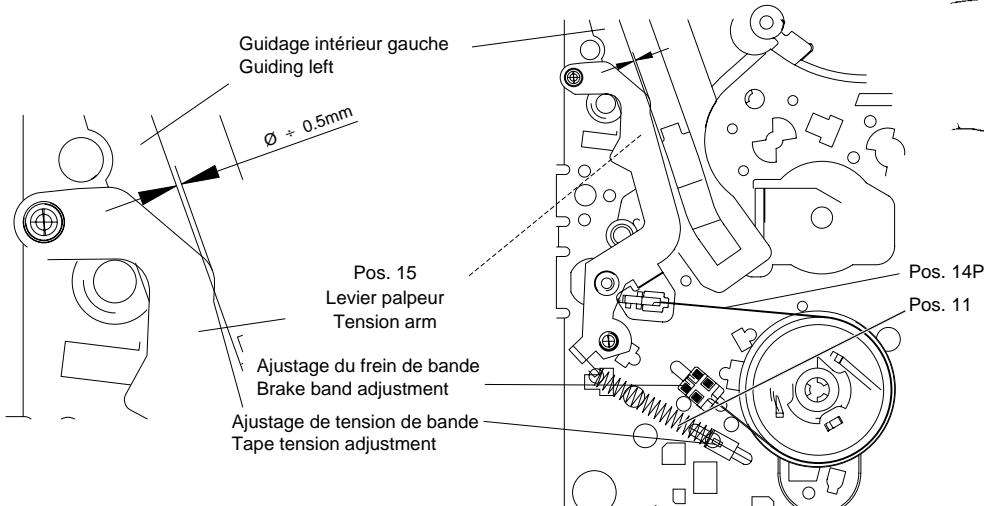 Guidage intérieur gauche
Guiding left
Ø ÷ 0.5mm
Pos. 15
Levier palpeur
Tension arm
Pos. 14P
Pos. 11
Ajustage du frein de bande
Brake band adjustment
Ajustage de tension de bande
Tape tension adjustment